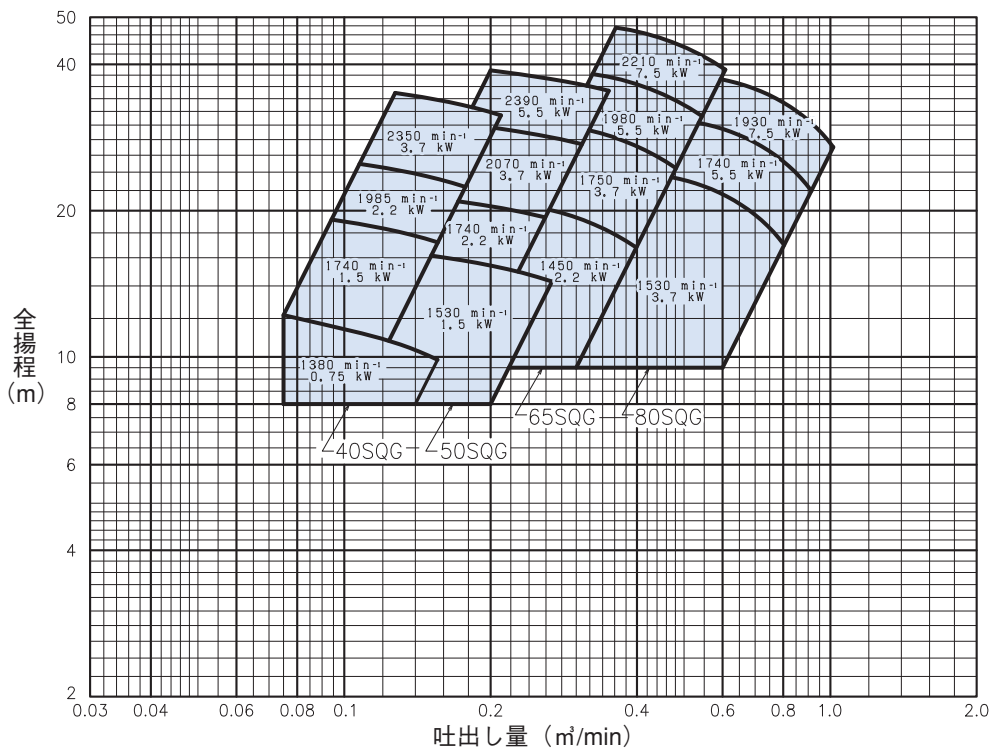 50
40
20
10
8
6
4
2
全揚程
(m)
2210 min⁻¹
7.5 kW
2390 min⁻¹
5.5 kW
1980 min⁻¹
5.5 kW
1930 min⁻¹
7.5 kW
2350 min⁻¹
3.7 kW
2070 min⁻¹
3.7 kW
1750 min⁻¹
3.7 kW
1740 min⁻¹
5.5 kW
1985 min⁻¹
2.2 kW
1740 min⁻¹
2.2 kW
1740 min⁻¹
1.5 kW
1450 min⁻¹
2.2 kW
1530 min⁻¹
3.7 kW
1530 min⁻¹
1.5 kW
1380 min⁻¹
0.75 kW
65SQG
80SQG
40SQG
50SQG
0.03 0.04 0.06 0.08 0.1 0.2 0.4 0.6 0.8 1.0 2.0
吐出し量（㎥/min）